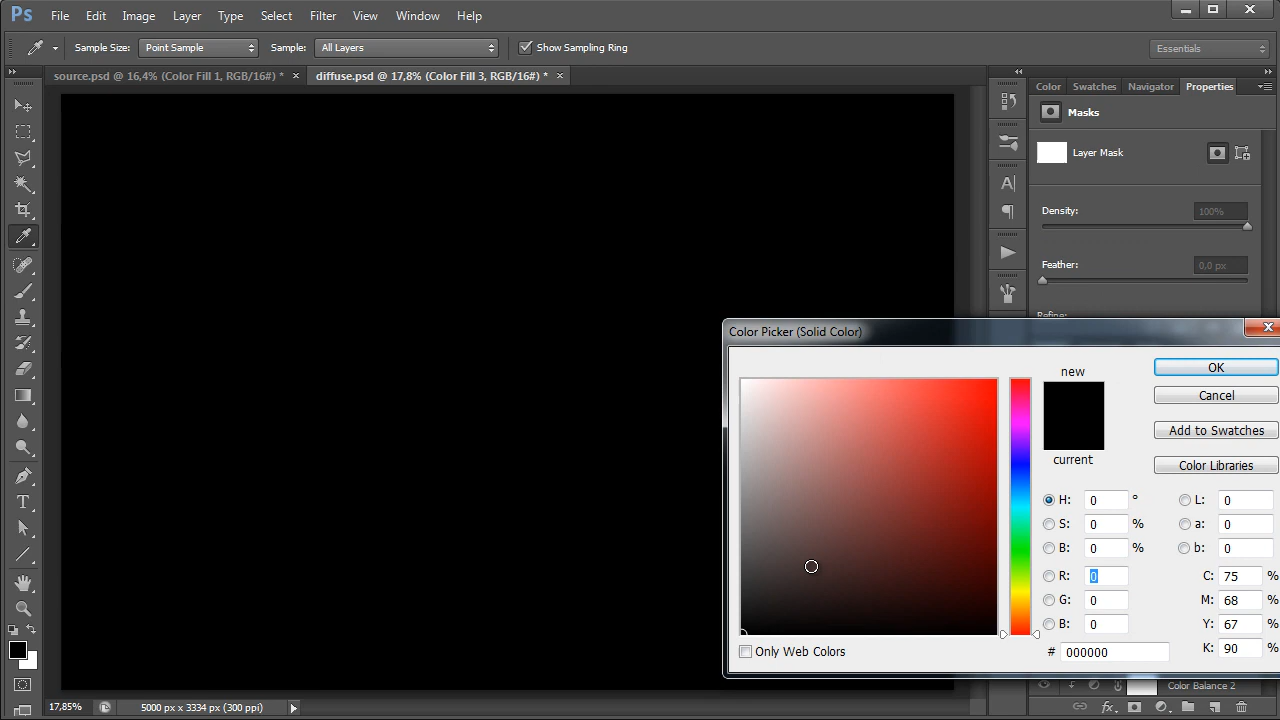 Ps File Edit Image Layer Type Select Filter View Window Help
Sample Size: Point Sample Sample: All Layers Show Sampling Ring Essentials
source.psd @ 16,4% (Color Fill 1, RGB/16#) * × diffuse.psd @ 17,8% (Color Fill 3, RGB/16#) * ×
Color Swatches Navigator Properties
Masks
Layer Mask
Density: 100%
Feather: 0,0 px
Refine:
Color Picker (Solid Color)
new
current
OK
Cancel
Add to Swatches
Color Libraries
H: 0 ° L: 0
S: 0 % a: 0
B: 0 % b: 0
R: 0 C: 75 %
G: 0 M: 68 %
B: 0 Y: 67 %
# 000000 K: 90 %
Only Web Colors
Color Balance 2
17,85% 5000 px x 3334 px (300 ppi)